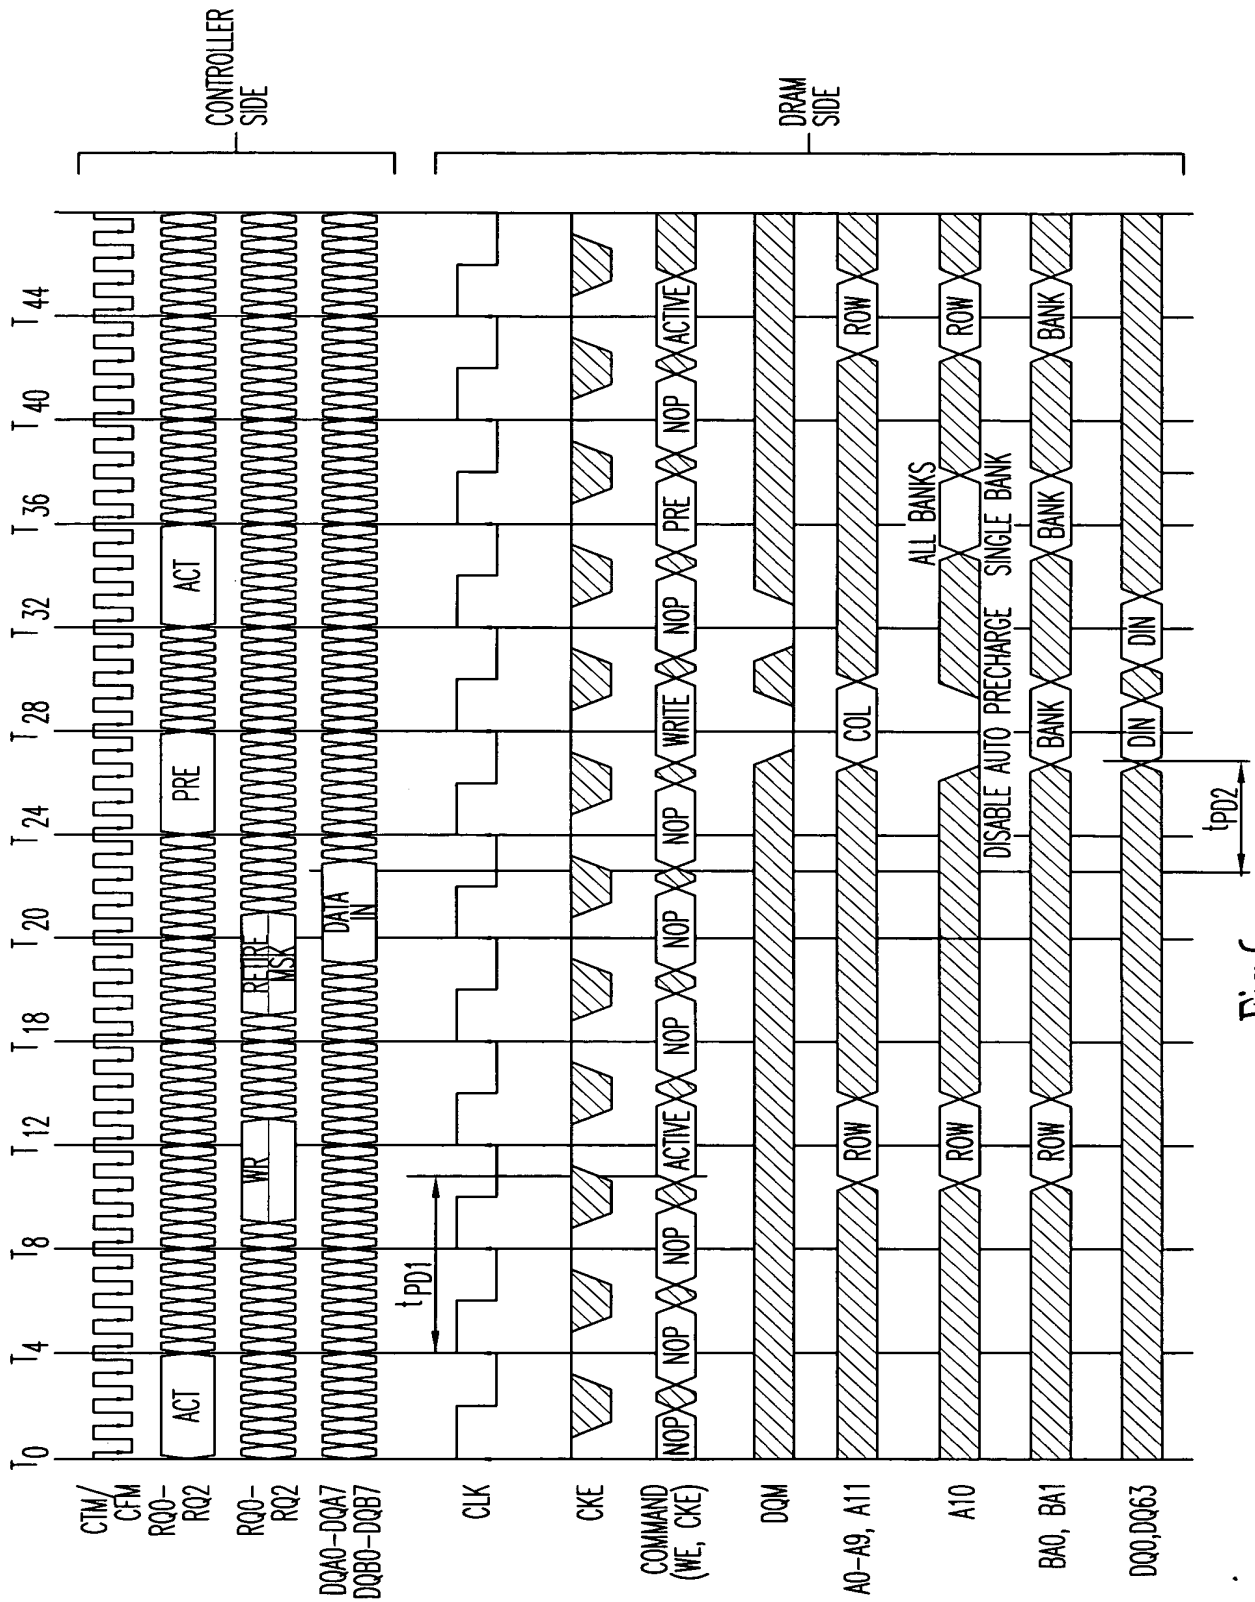 T0 T4 T8 T12 T18 T20 T24 T28 T32 T36 T40 T44
CTM/
CFM
RQ0-
RQ2
ACT PRE ACT
RQ0-
RQ2
WR RETIRE
MSK
DQA0-DQA7
DQB0-DQB7
DATA
IN
CONTROLLER
SIDE
tPD1
CLK
CKE
COMMAND
(WE, CKE)
NOP NOP NOP ACTIVE NOP NOP NOP WRITE NOP PRE NOP ACTIVE
DQM
DRAM
SIDE
A0-A9, A11
ROW COL ROW
ALL BANKS
A10
ROW ROW
DISABLE AUTO PRECHARGE SINGLE BANK
BA0, BA1
ROW BANK BANK BANK
DQ0,DQ63
DIN DIN
tPD2